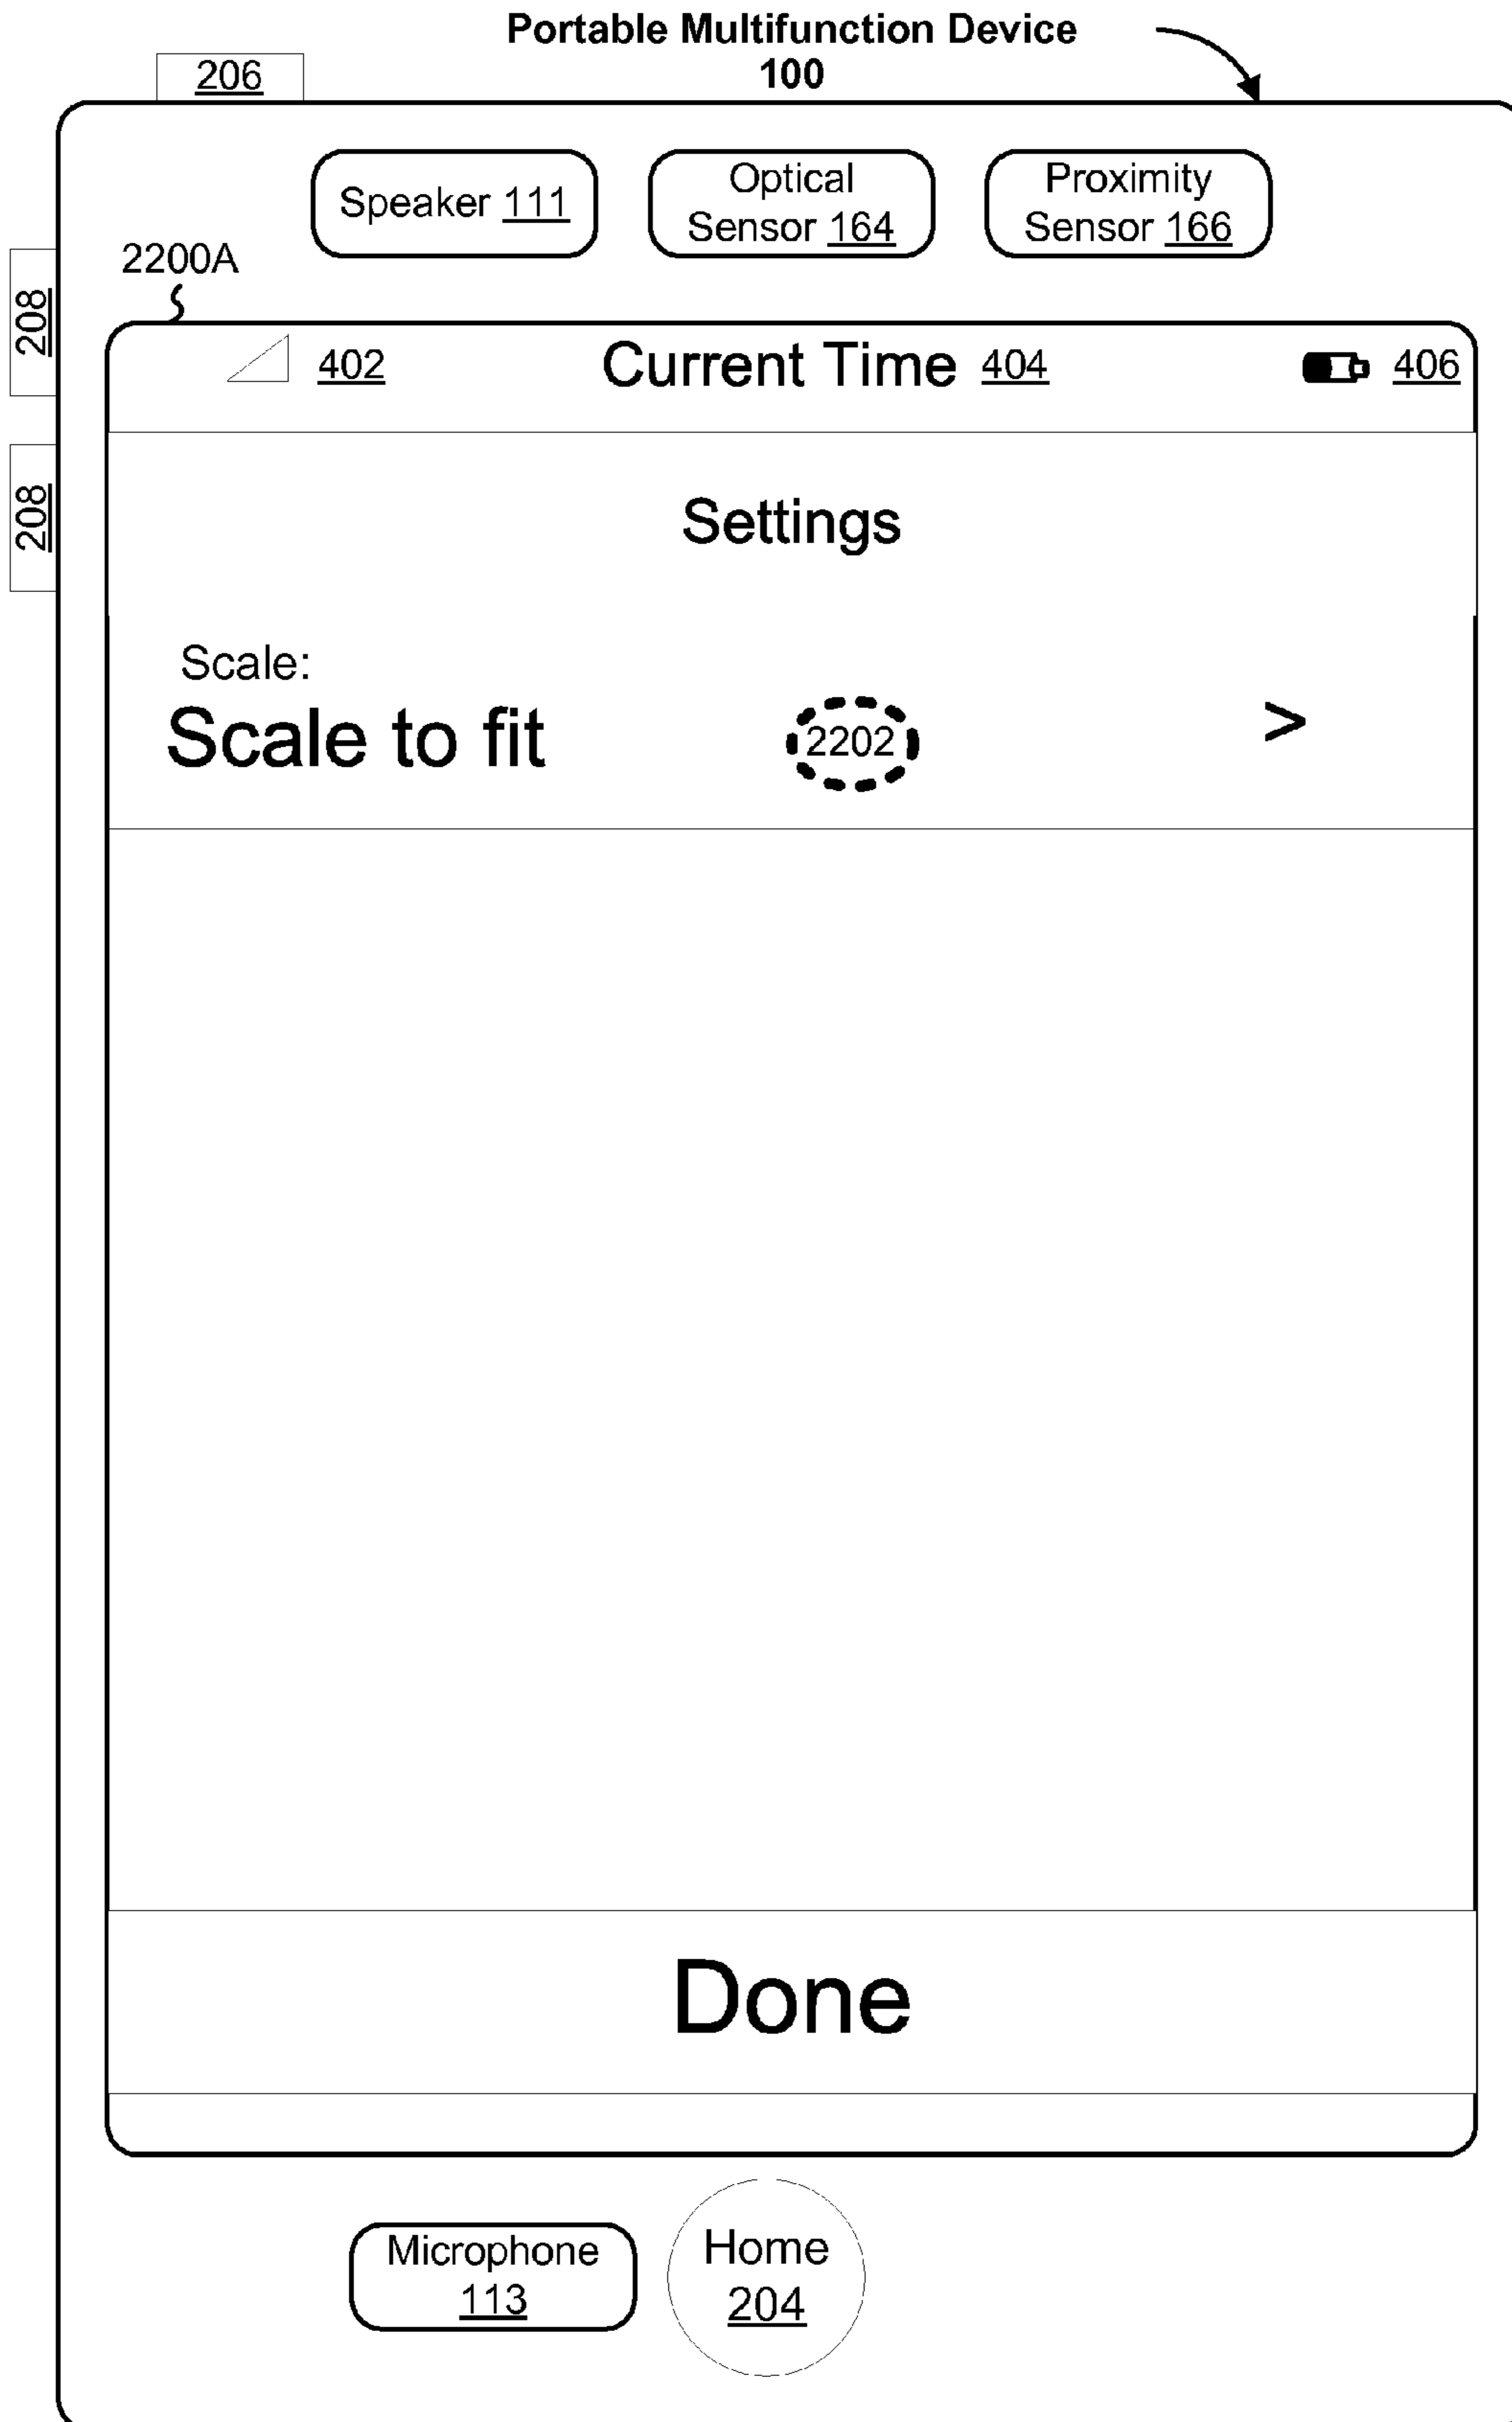 Portable Multifunction Device
100
206
Speaker 111
Optical
Sensor 164
Proximity
Sensor 166
2200A
208
208
402
Current Time 404
406
Settings
Scale:
Scale to fit
2202
>
Done
Microphone
113
Home
204